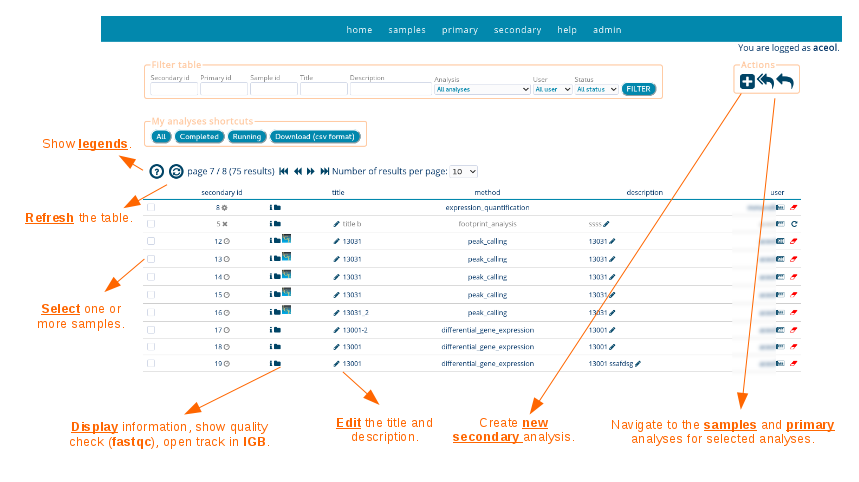 home samples primary secondary help admin
You are logged as aceol.
Filter table
Actions
Secondary id Primary id Sample id Title Description Analysis User Status
All analyses All user All status FILTER
My analyses shortcuts
All Completed Running Download (csv format)
Show legends.
page 7 / 8 (75 results) Number of results per page: 10
secondary id title method description user
8 expression_quantification
Refresh the table.
5 title b footprint_analysis ssss
12 13031 peak_calling 13031
13 13031 peak_calling 13031
14 13031 peak_calling 13031
15 13031 peak_calling 13031
Select one or
more samples.
16 13031_2 peak_calling 13031
17 13001-2 differential_gene_expression 13001
18 13001 differential_gene_expression 13001
19 13001 differential_gene_expression 13001 ssafdsg
Display information, show quality
check (fastqc), open track in IGB.
Edit the title and
description.
Create new
secondary analysis.
Navigate to the samples and primary
analyses for selected analyses.